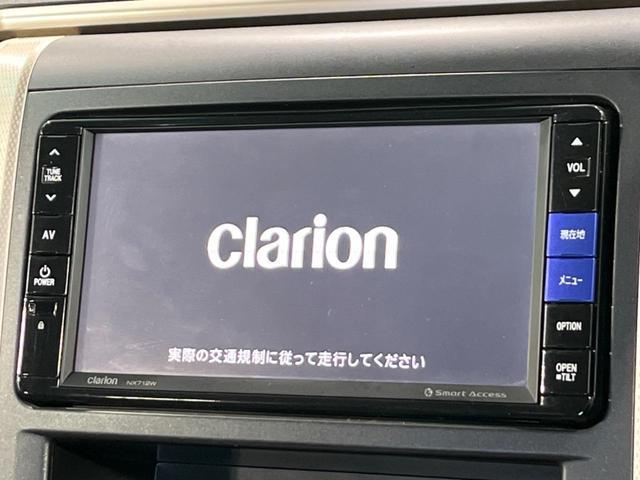 TUNE
TRACK
AV
POWER
clarion
実際の交通規制に従って走行してください
clarion NX712W
Smart Access
VOL
現在地
メニュー
OPTION
OPEN
TILT